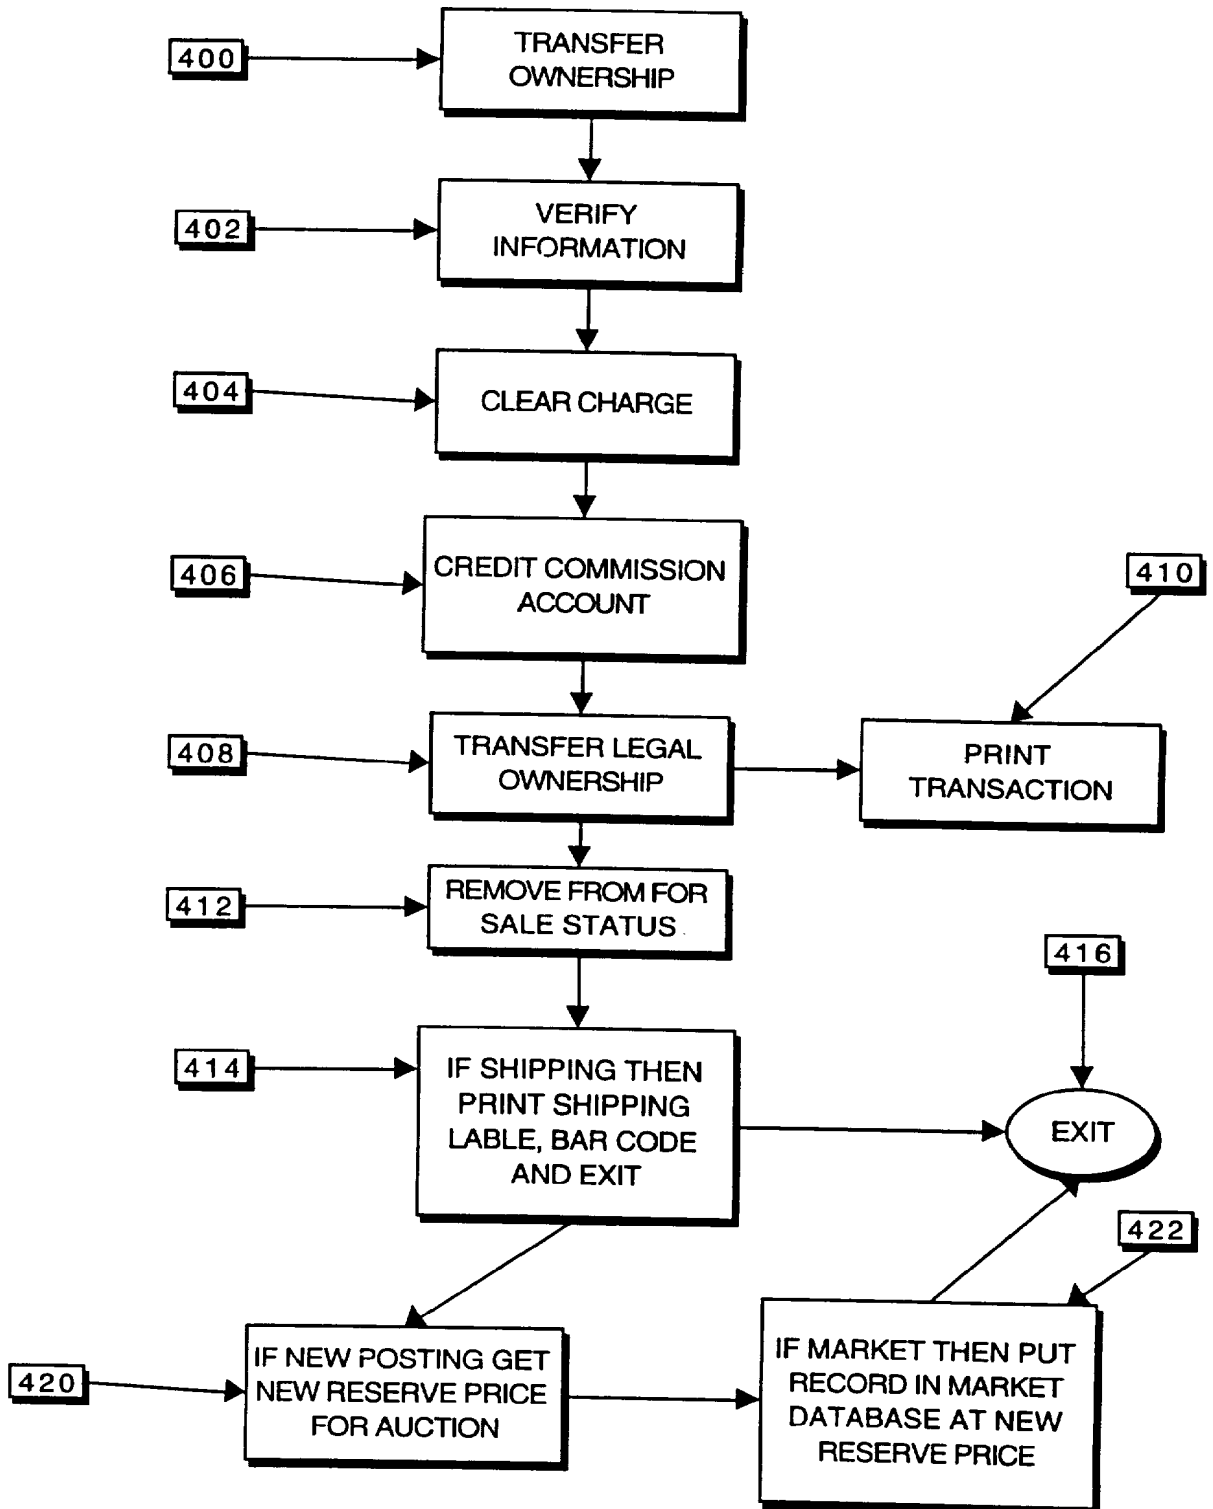 400
TRANSFER
OWNERSHIP
402
VERIFY
INFORMATION
404
CLEAR CHARGE
406
CREDIT COMMISSION
ACCOUNT
410
408
TRANSFER LEGAL
OWNERSHIP
PRINT
TRANSACTION
412
REMOVE FROM FOR
SALE STATUS
416
414
IF SHIPPING THEN
PRINT SHIPPING
LABLE, BAR CODE
AND EXIT
EXIT
422
420
IF NEW POSTING GET
NEW RESERVE PRICE
FOR AUCTION
IF MARKET THEN PUT
RECORD IN MARKET
DATABASE AT NEW
RESERVE PRICE